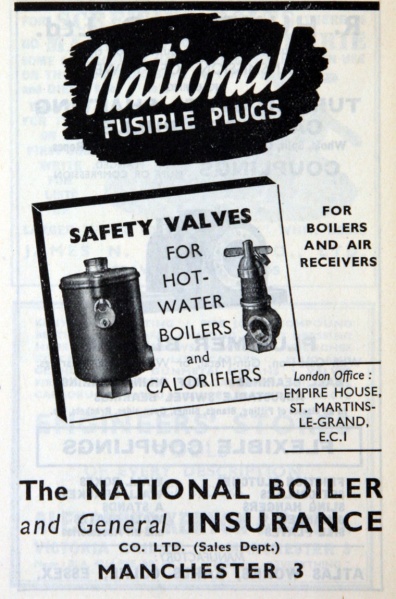 National
FUSIBLE PLUGS
SAFETY VALVES
FOR
HOT-
WATER
BOILERS
and
CALORIFIERS
FOR
BOILERS
AND AIR
RECEIVERS
London Office :
EMPIRE HOUSE,
ST. MARTINS-
LE-GRAND,
E.C.1
The NATIONAL BOILER
and General INSURANCE
CO. LTD. (Sales Dept.)
MANCHESTER 3